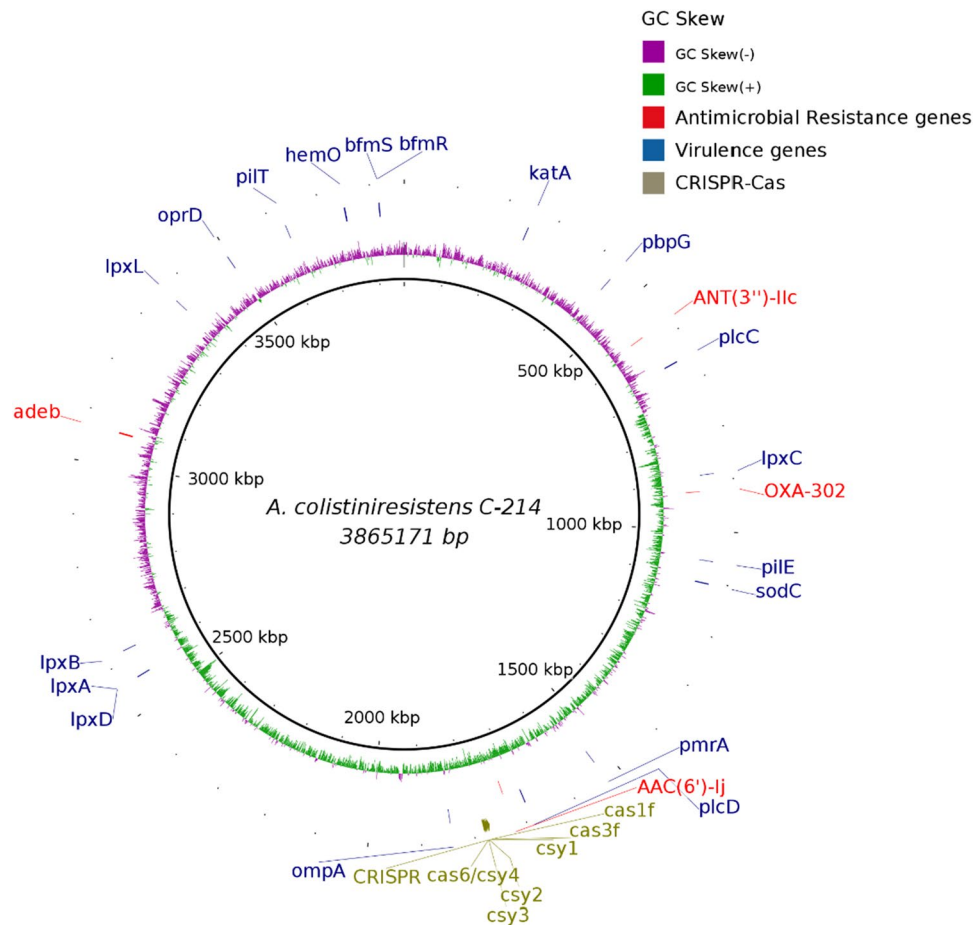 GC Skew
GC Skew(-)
GC Skew(+)
Antimicrobial Resistance genes
Virulence genes
CRISPR-Cas
hemO
bfmS
bfmR
pilT
katA
oprD
pbpG
lpxL
ANT(3'')-IIc
plcC
3500 kbp
500 kbp
adeb
lpxC
3000 kbp
OXA-302
A. colistiniresistens C-214
3865171 bp
1000 kbp
pilE
sodC
2500 kbp
lpxB
lpxA
lpxD
1500 kbp
2000 kbp
pmrA
AAC(6')-Ij
plcD
cas1f
cas3f
csy1
ompA
CRISPR
cas6/csy4
csy2
csy3